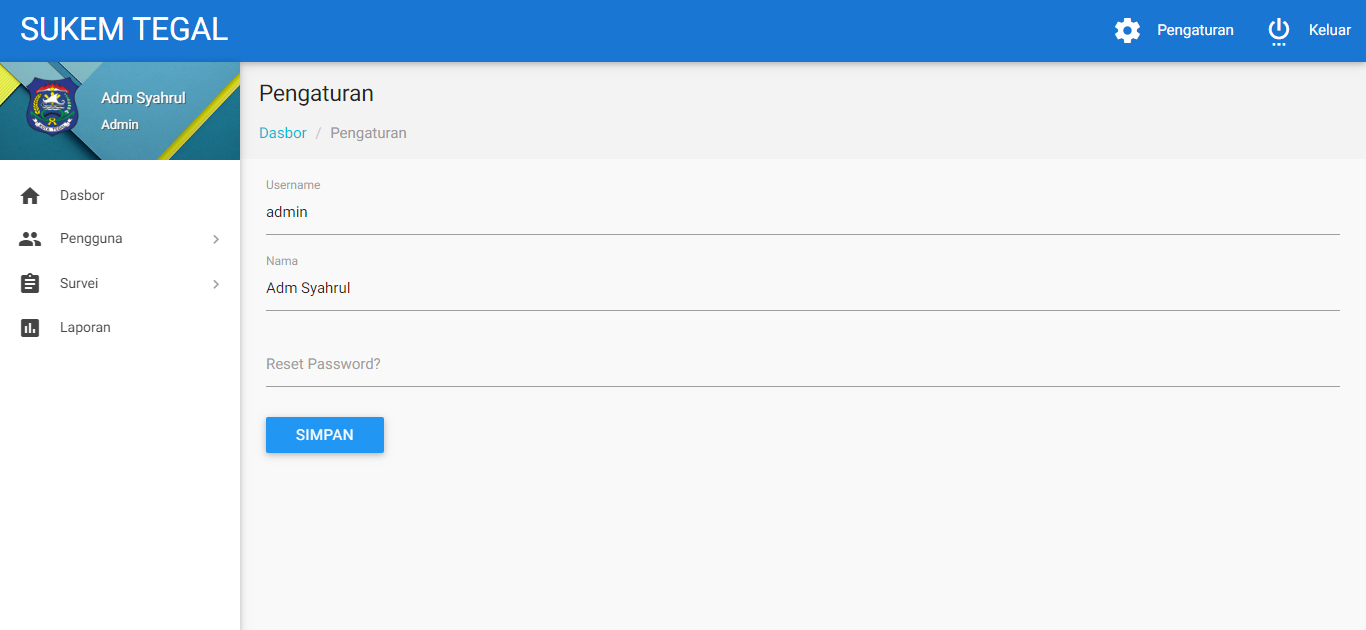 SUKEM TEGAL
Pengaturan
Keluar
Adm Syahrul
Admin
Dasbor
Pengguna
Survei
Laporan
Pengaturan
Dasbor / Pengaturan
Username
admin
Nama
Adm Syahrul
Reset Password?
SIMPAN